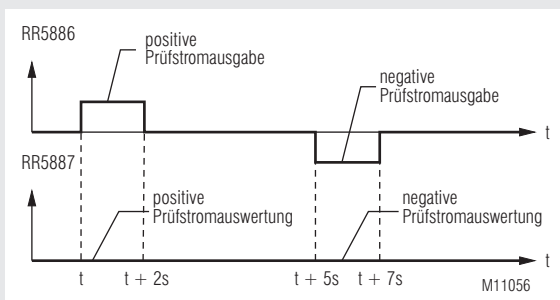 RR5886
positive
Prüfstromausgabe
negative
Prüfstromausgabe
t
RR5887
positive
Prüfstromauswertung
negative
Prüfstromauswertung
t
t
t + 2s
t + 5s
t + 7s
M11056